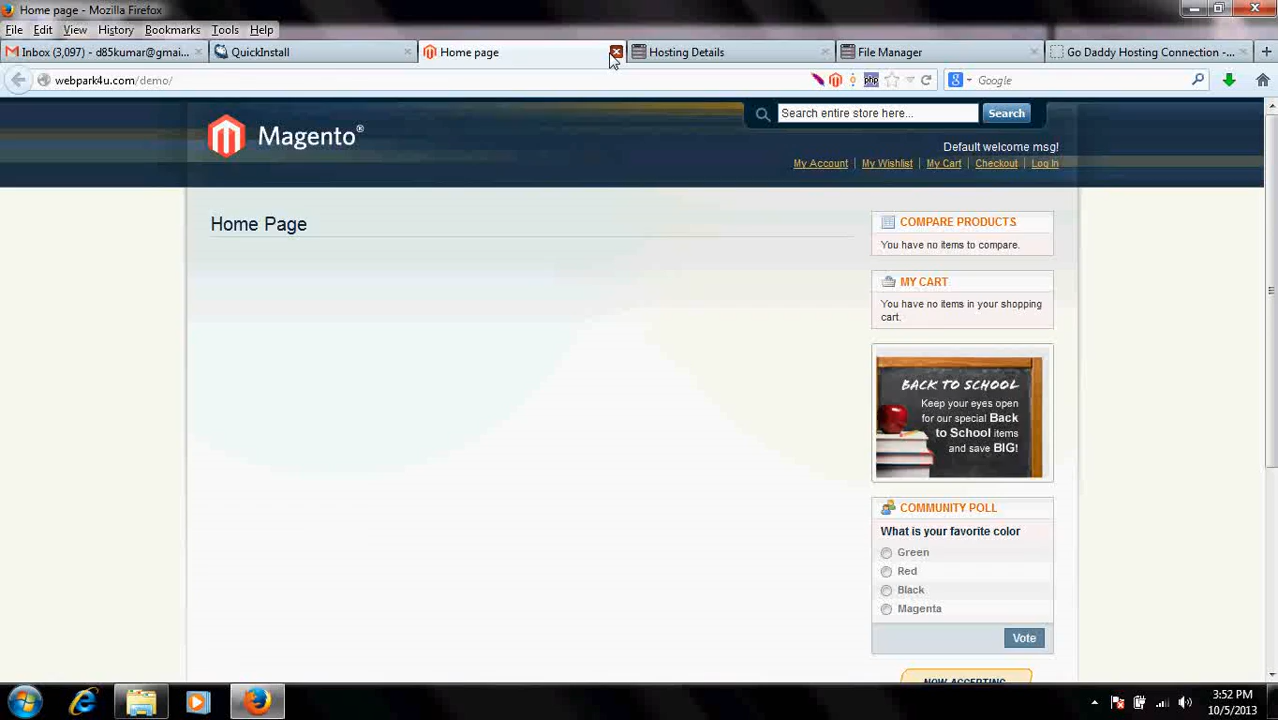 Home page - Mozilla Firefox
File Edit View History Bookmarks Tools Help
Inbox (3,097) - d85kumar@gmai...
QuickInstall
Home page
Hosting Details
File Manager
Go Daddy Hosting Connection -...
webpark4u.com/demo/
php
Google
Magento®
Search entire store here...
Search
Default welcome msg!
My Account | My Wishlist | My Cart | Checkout | Log In
Home Page
COMPARE PRODUCTS
You have no items to compare.
MY CART
You have no items in your shopping
cart.
BACK TO SCHOOL
Keep your eyes open
for our special Back
to School items
and save BIG!
COMMUNITY POLL
What is your favorite color
Green
Red
Black
Magenta
Vote
NOW ACCEPTING
3:52 PM
10/5/2013